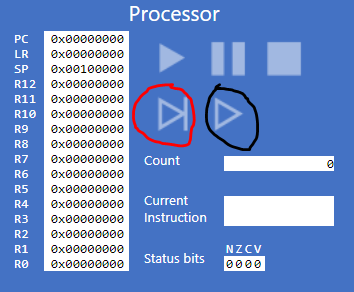 Processor
PC 0x00000000
LR 0x00000000
SP 0x00100000
R12 0x00000000
R11 0x00000000
R10 0x00000000
R9 0x00000000
R8 0x00000000
R7 0x00000000
R6 0x00000000
R5 0x00000000
R4 0x00000000
R3 0x00000000
R2 0x00000000
R1 0x00000000
R0 0x00000000
Count 0
Current
Instruction
NZCV
Status bits 0000